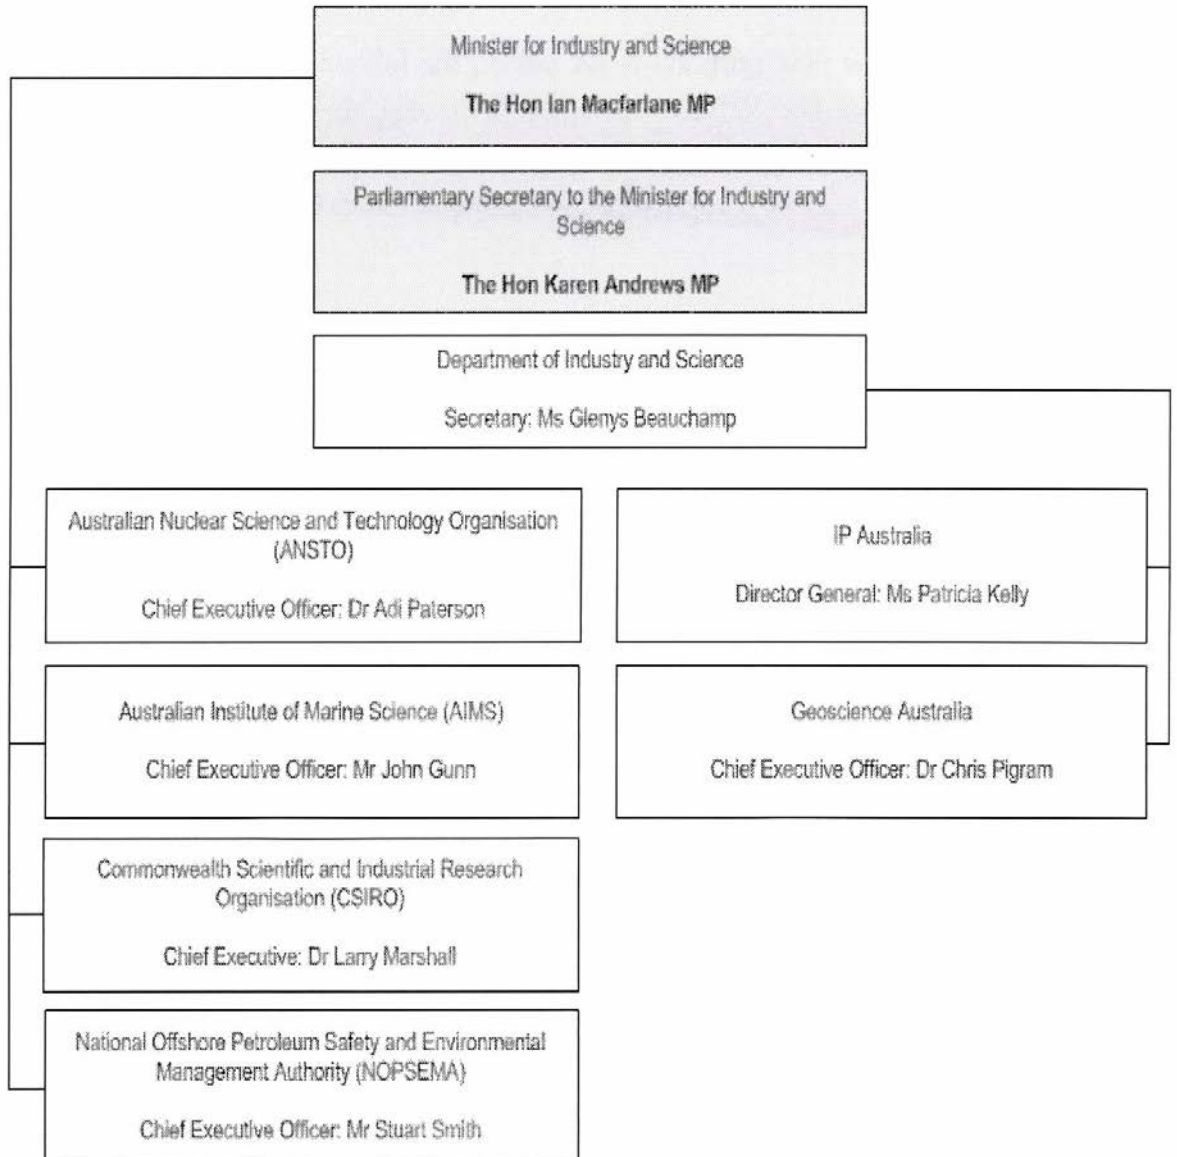 Minister for Industry and Science
The Hon Ian Macfarlane MP
Parliamentary Secretary to the Minister for Industry and
Science
The Hon Karen Andrews MP
Department of Industry and Science
Secretary: Ms Glenys Beauchamp
Australian Nuclear Science and Technology Organisation
(ANSTO)
Chief Executive Officer: Dr Adi Paterson
IP Australia
Director General: Ms Patricia Kelly
Australian Institute of Marine Science (AIMS)
Chief Executive Officer: Mr John Gunn
Geoscience Australia
Chief Executive Officer: Dr Chris Pigram
Commonwealth Scientific and Industrial Research
Organisation (CSIRO)
Chief Executive: Dr Larry Marshall
National Offshore Petroleum Safety and Environmental
Management Authority (NOPSEMA)
Chief Executive Officer: Mr Stuart Smith